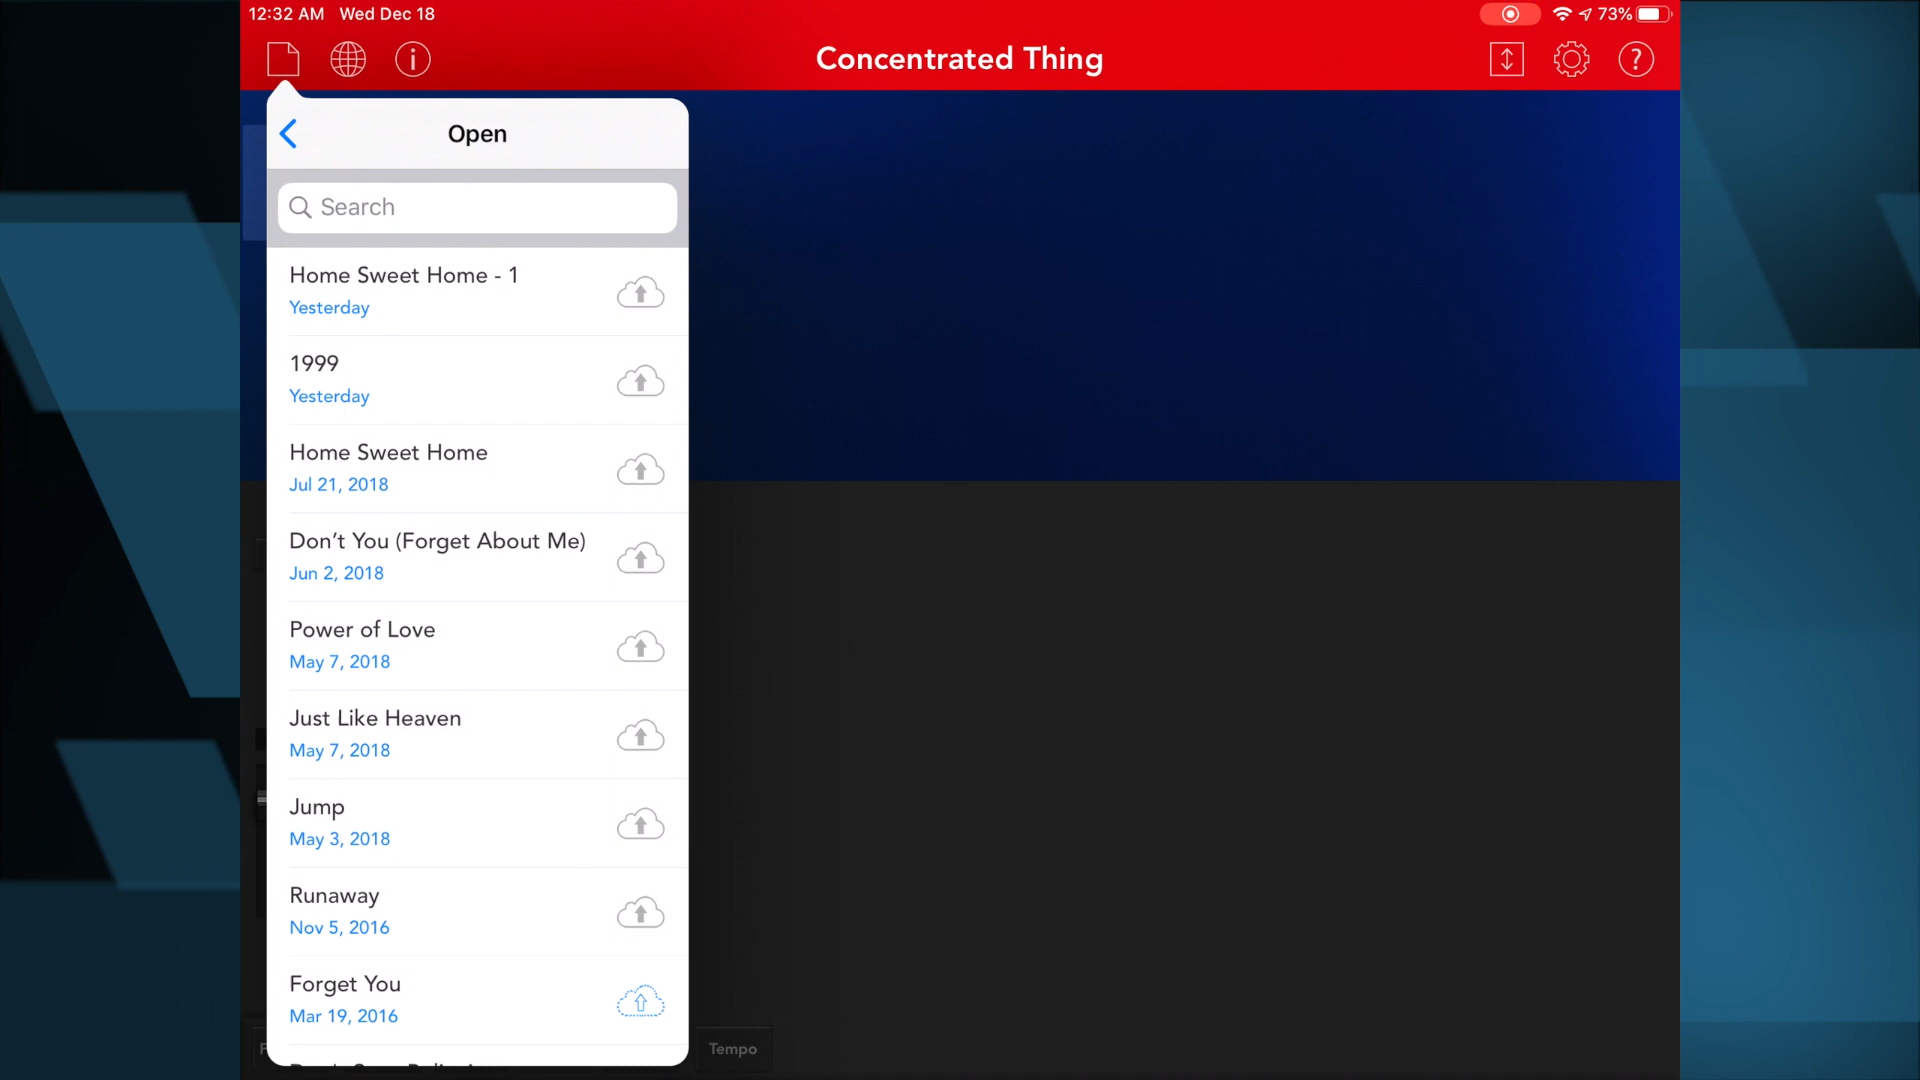 12:32 AM Wed Dec 18
73%
Concentrated Thing
Open
Search
Home Sweet Home - 1
Yesterday
1999
Yesterday
Home Sweet Home
Jul 21, 2018
Don’t You (Forget About Me)
Jun 2, 2018
Power of Love
May 7, 2018
Just Like Heaven
May 7, 2018
Jump
May 3, 2018
Runaway
Nov 5, 2016
Forget You
Mar 19, 2016
Tempo